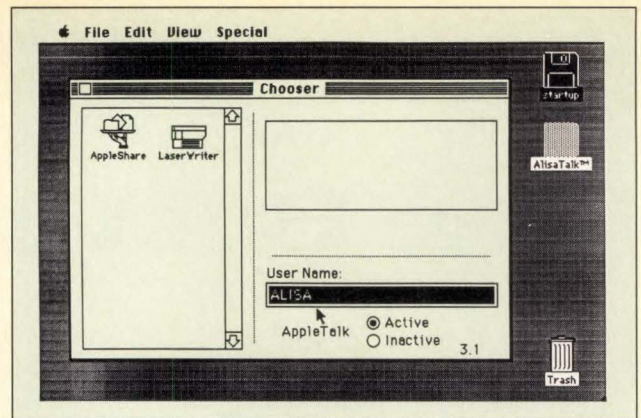 File Edit View Special
Chooser
AppleShare LaserWriter
User Name:
ALISA
AppleTalk
Active
Inactive
3.1
startup
AlisaTalk™
Trash